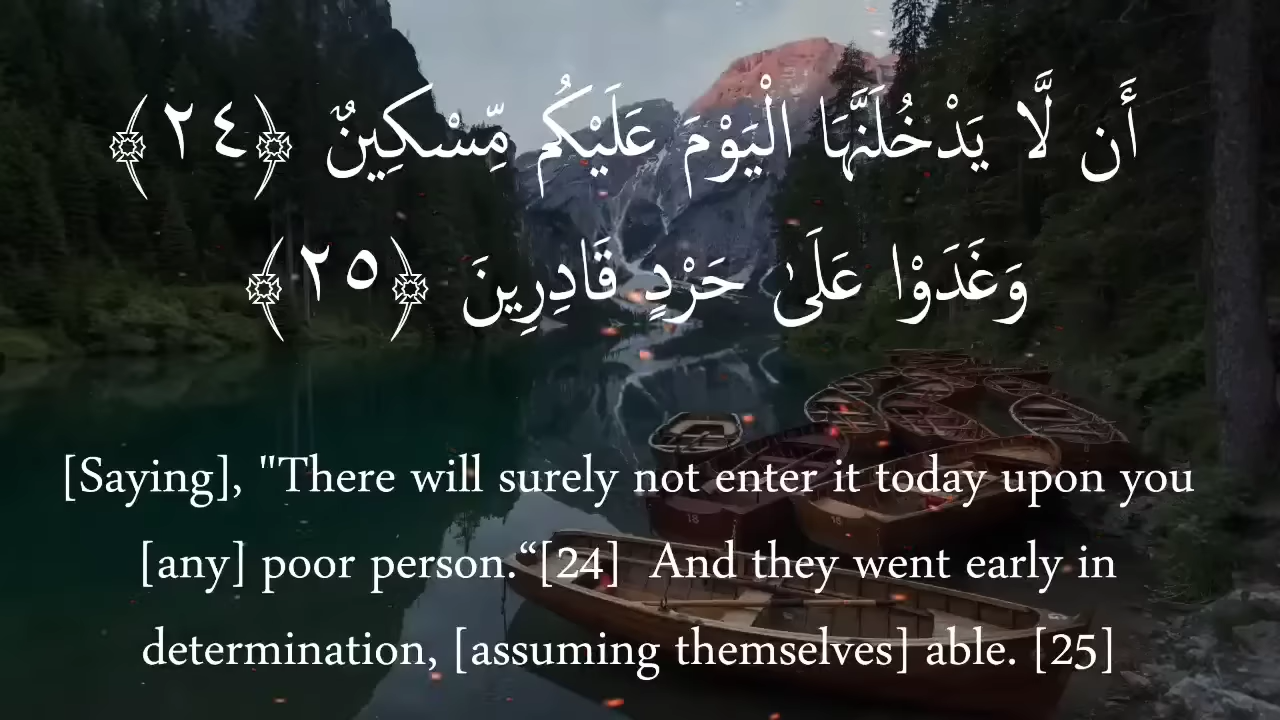 أَن لَّا يَدْخُلَنَّهَا الْيَوْمَ عَلَيْكُم مِّسْكِينٌ ﴿٢٤﴾
وَغَدَوْا عَلَىٰ حَرْدٍ قَادِرِينَ ﴿٢٥﴾
[Saying], "There will surely not enter it today upon you
[any] poor person.“[24] And they went early in
determination, [assuming themselves] able. [25]
18